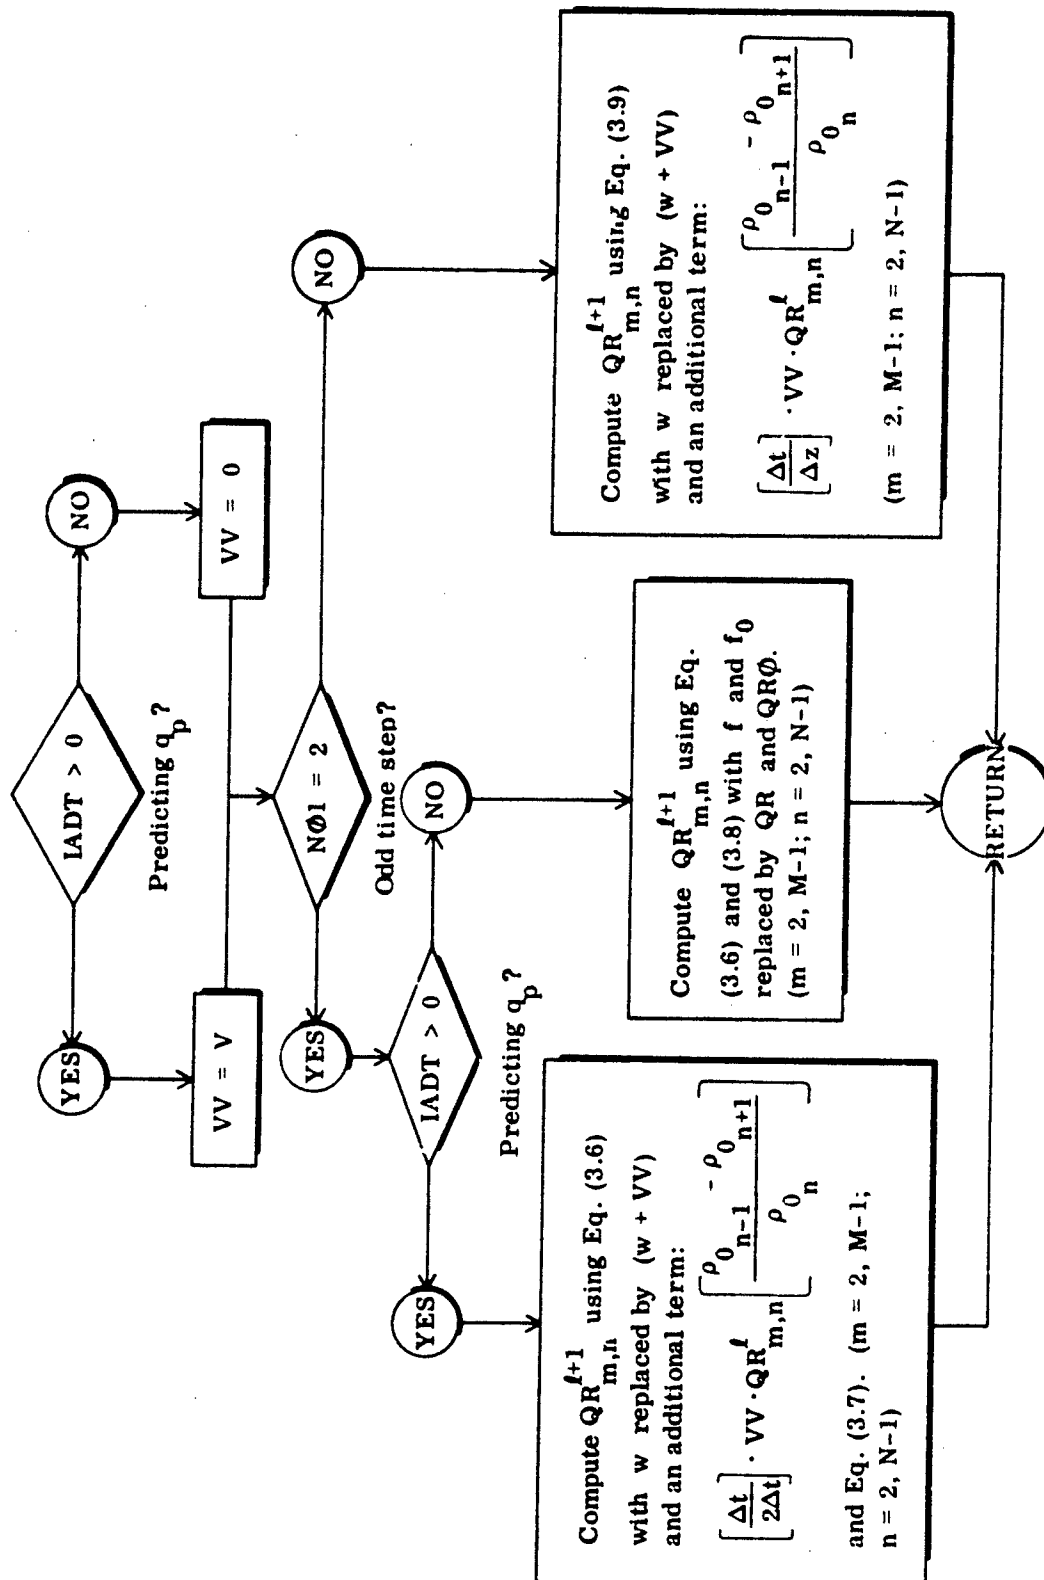 IADT > 0
Predicting q_p?
YES
NO
VV = V
VV = 0
NØ1 = 2
Odd time step?
YES
NO
IADT > 0
Predicting q_p?
YES
NO
Compute QR^{ℓ+1}_{m,n} using Eq. (3.6)
with w replaced by (w + VV)
and an additional term:
[Δt / 2Δt] · VV · QR^ℓ_{m,n} [ρ_{0_{n-1}} - ρ_{0_{n+1}} / ρ_{0_n}]
and Eq. (3.7). (m = 2, M-1;
n = 2, N-1)
Compute QR^{ℓ+1}_{m,n} using Eq.
(3.6) and (3.8) with f and f_0
replaced by QR and QRØ.
(m = 2, M-1; n = 2, N-1)
Compute QR^{ℓ+1}_{m,n} using Eq. (3.9)
with w replaced by (w + VV)
and an additional term:
[Δt / Δz] · VV · QR^ℓ_{m,n} [ρ_{0_{n-1}} - ρ_{0_{n+1}} / ρ_{0_n}]
(m = 2, M-1; n = 2, N-1)
RETURN